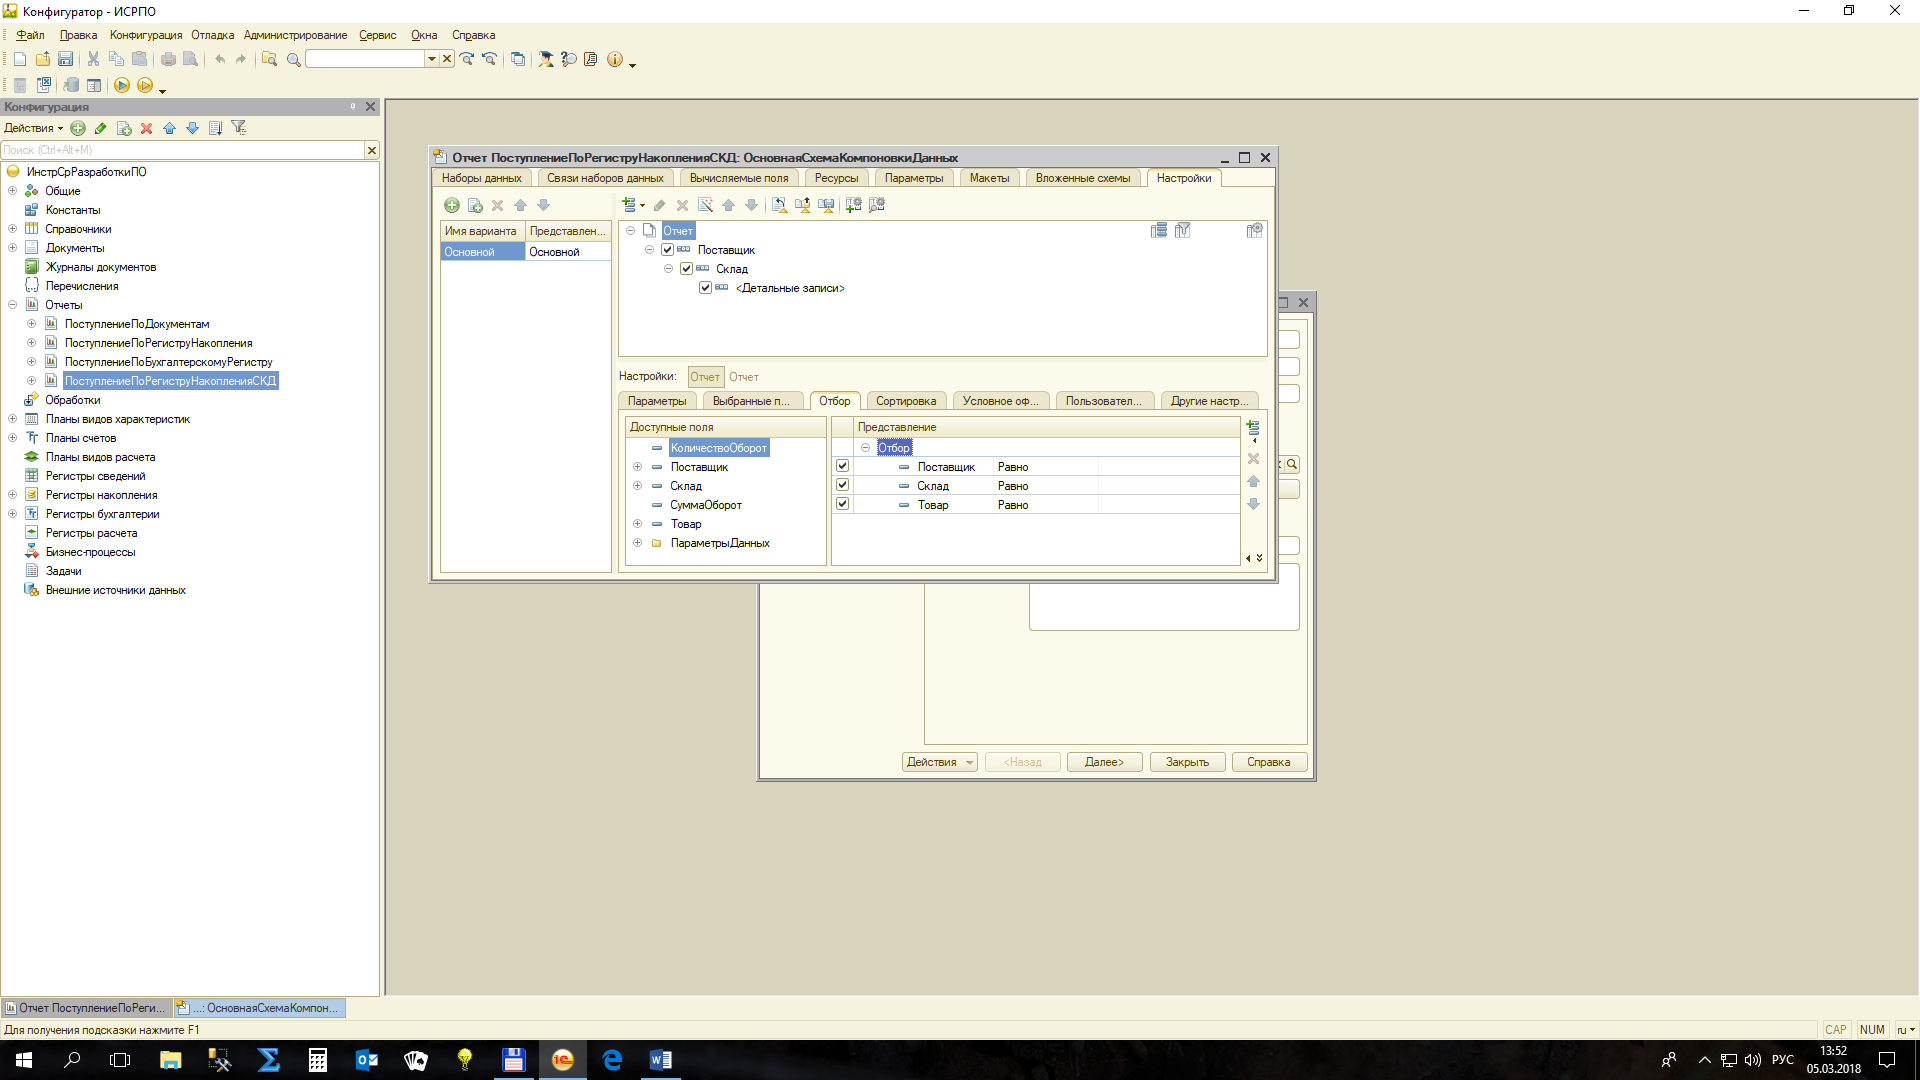 Конфигуратор - ИСРПО
Файл Правка Конфигурация Отладка Администрирование Сервис Окна Справка
Конфигурация
Действия
Поиск (Ctrl+Alt+M)
ИнстрСрРазработкиПО
Общие
Константы
Справочники
Документы
Журналы документов
Перечисления
Отчеты
ПоступлениеПоДокументам
ПоступлениеПоРегиструНакопления
ПоступлениеПоБухгалтерскомуРегистру
ПоступлениеПоРегиструНакопленияСКД
Обработки
Планы видов характеристик
Планы счетов
Планы видов расчета
Регистры сведений
Регистры накопления
Регистры бухгалтерии
Регистры расчета
Бизнес-процессы
Задачи
Внешние источники данных
Отчет ПоступлениеПоРегиструНакопленияСКД: ОсновнаяСхемаКомпоновкиДанных
Наборы данных Связи наборов данных Вычисляемые поля Ресурсы Параметры Макеты Вложенные схемы Настройки
Имя варианта Представлен...
Основной Основной
Отчет
Поставщик
Склад
<Детальные записи>
Настройки: Отчет Отчет
Параметры Выбранные п... Отбор Сортировка Условное оф... Пользовател... Другие настр...
Доступные поля
КоличествоОборот
Поставщик
Склад
СуммаОборот
Товар
ПараметрыДанных
Представление
Отбор
Поставщик Равно
Склад Равно
Товар Равно
Действия <Назад Далее> Закрыть Справка
Отчет ПоступлениеПоРеги... ...: ОсновнаяСхемаКомпон...
Для получения подсказки нажмите F1
CAP NUM ru
РУС
13:52
05.03.2018